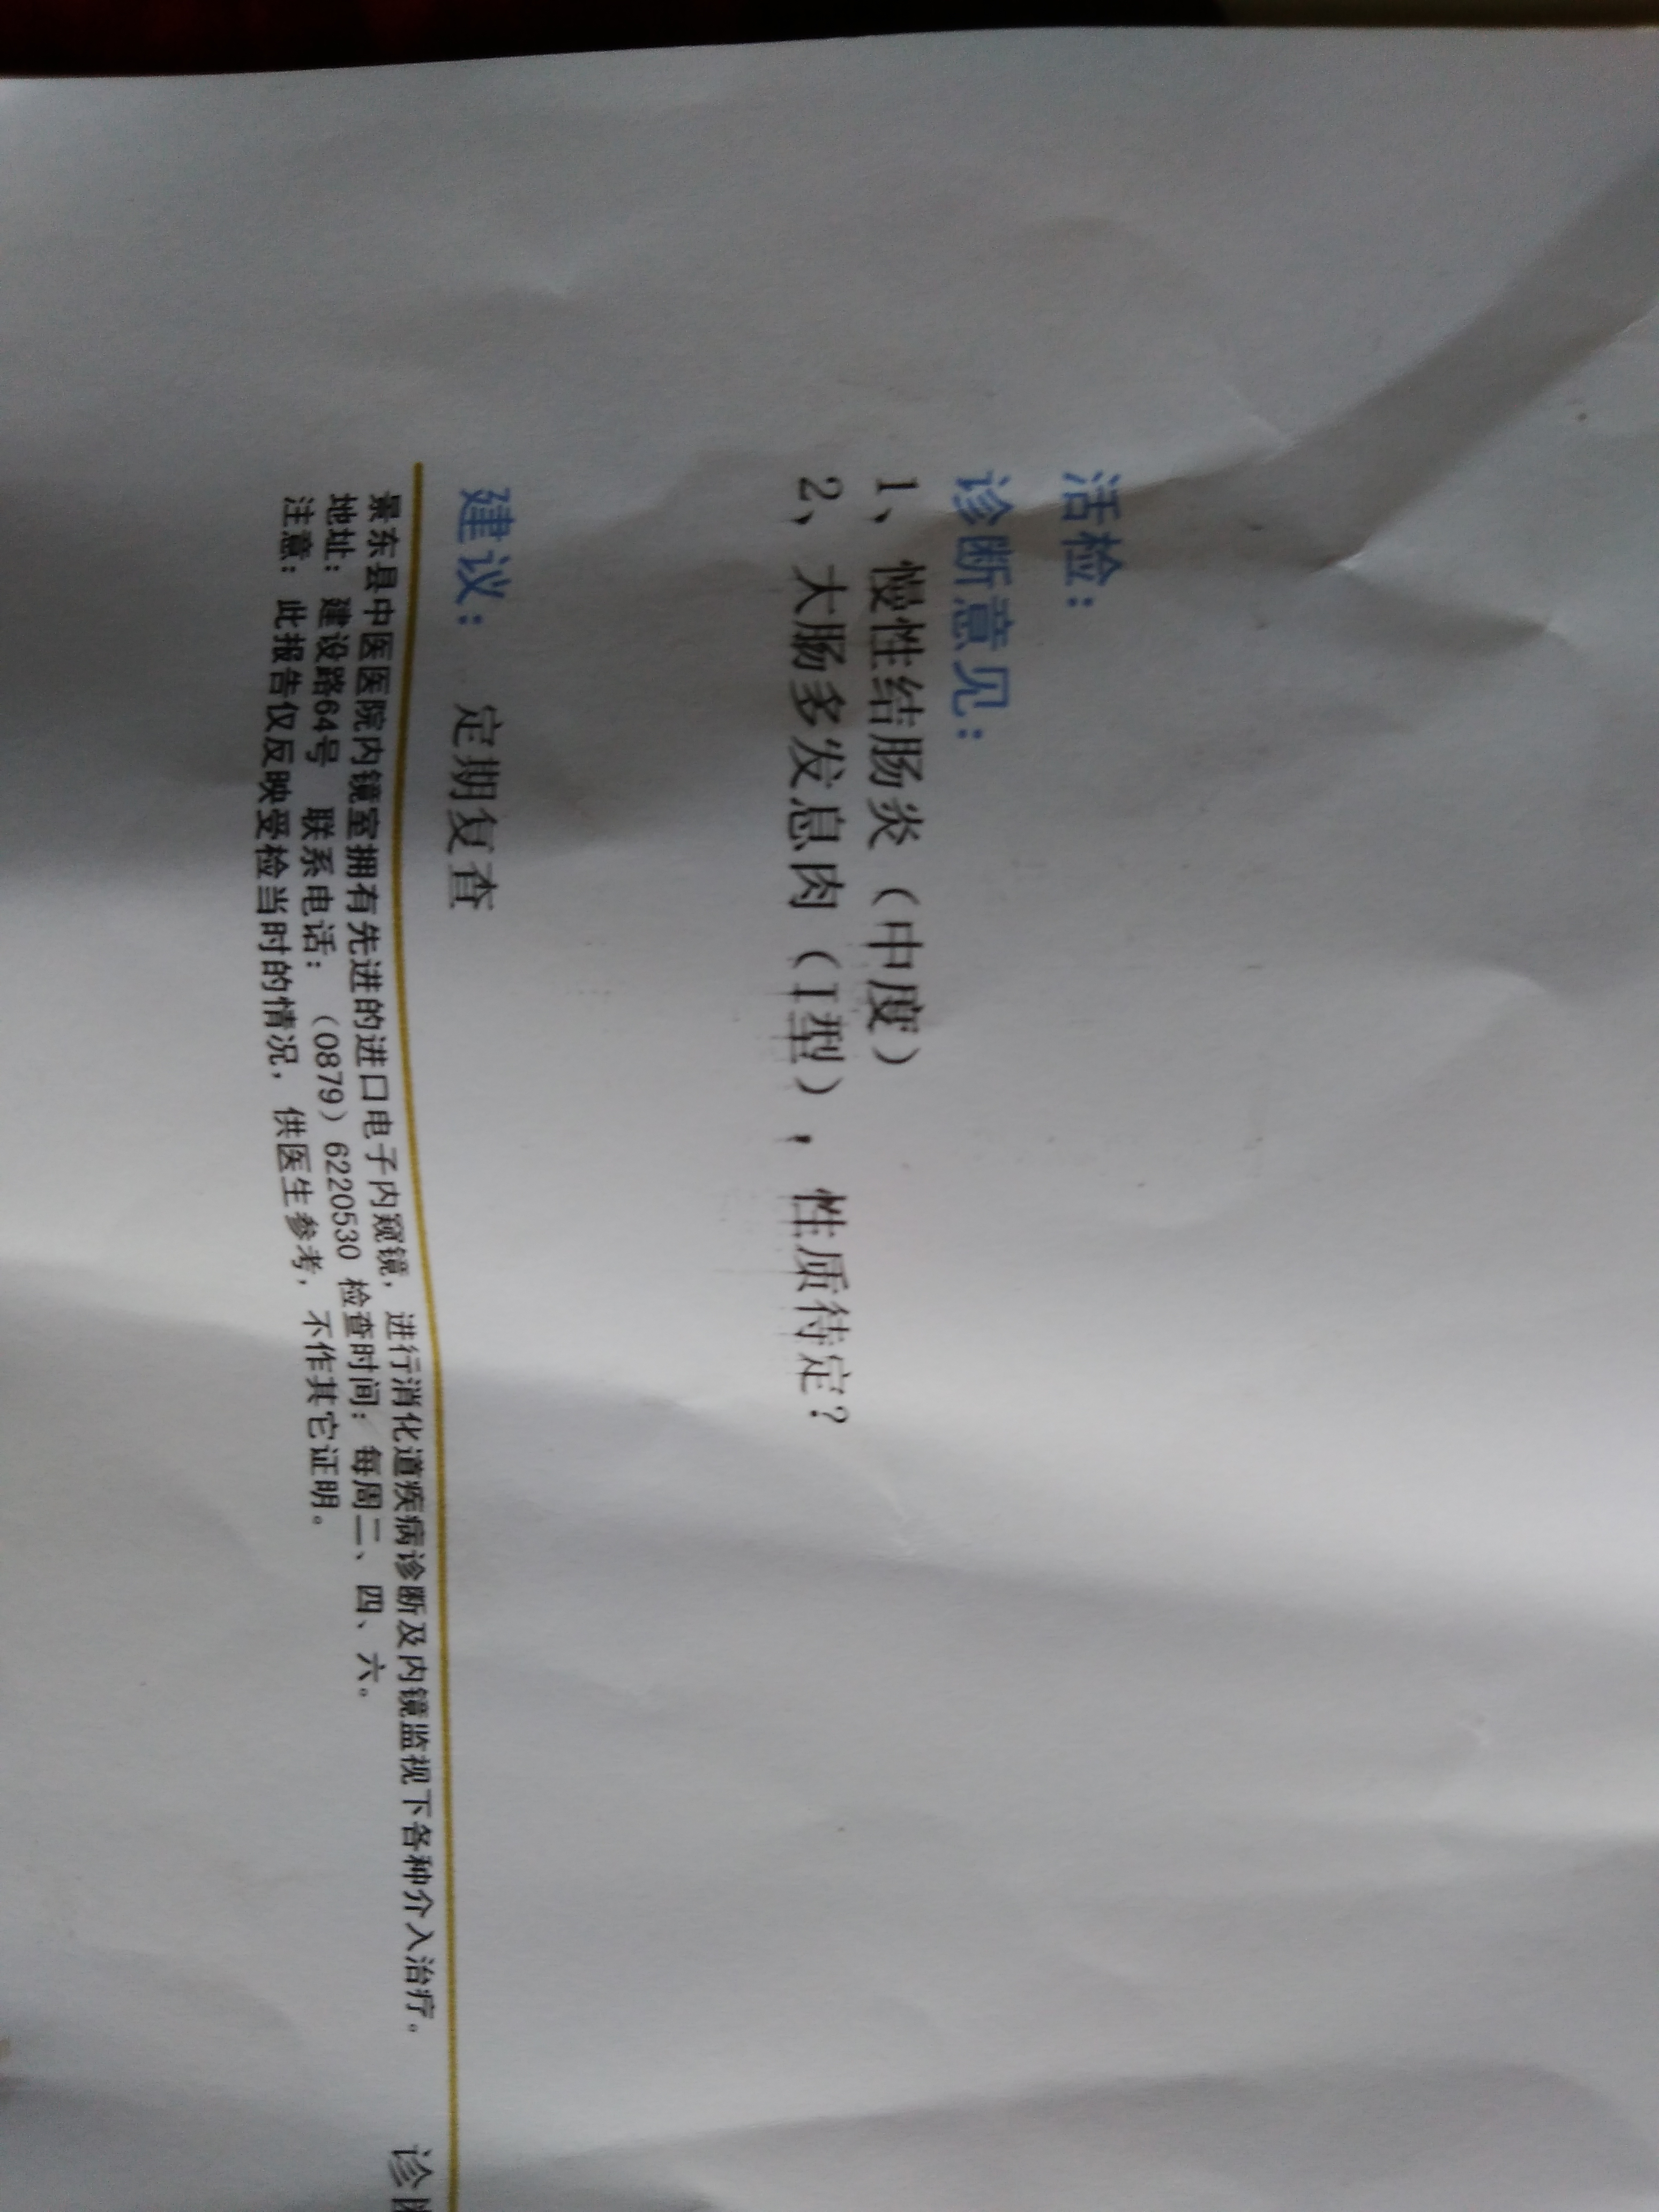 活检：
诊断意见：
1、慢性结肠炎（中度）
2、大肠多发息肉（I型），性质待定？
建议： 定期复查
景东县中医医院内镜室拥有先进的进口电子内窥镜，进行消化道疾病诊断及内镜监视下各种介入治疗。
地址：建设路64号 联系电话：（0879）6220530 检查时间：每周二、四、六。
注意：此报告仅反映受检当时的情况，供医生参考，不作其它证明。
诊